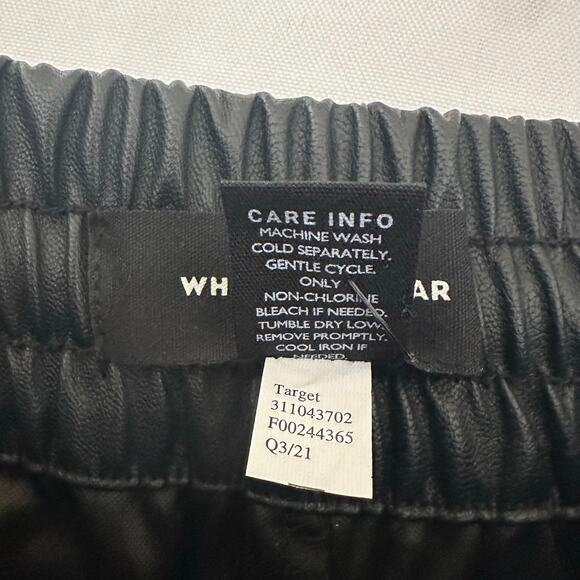 CARE INFO
MACHINE WASH
COLD SEPARATELY.
GENTLE CYCLE.
ONLY
NON-CHLORINE
BLEACH IF NEEDED.
TUMBLE DRY LOW.
REMOVE PROMPTLY.
COOL IRON IF
NEEDED.
WH AR
Target
311043702
F00244365
Q3/21